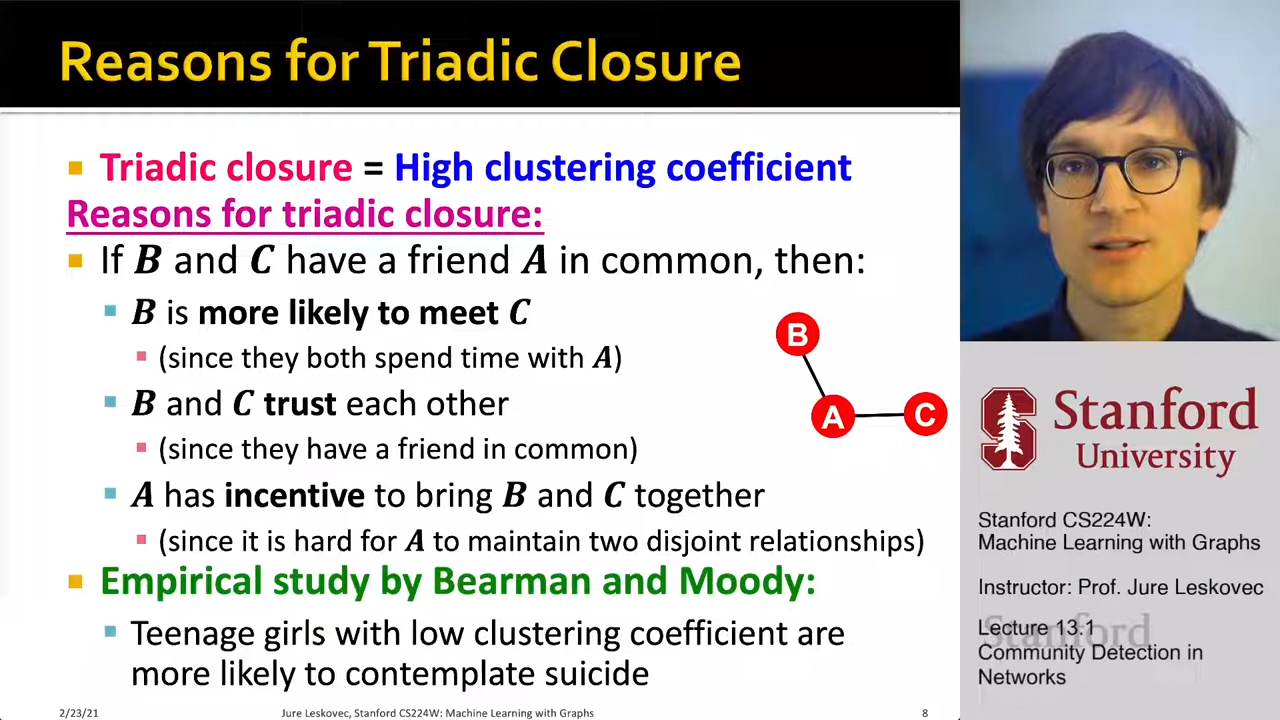 Reasons for Triadic Closure
Triadic closure = High clustering coefficient
Reasons for triadic closure:
If B and C have a friend A in common, then:
B is more likely to meet C
(since they both spend time with A)
B and C trust each other
(since they have a friend in common)
A has incentive to bring B and C together
(since it is hard for A to maintain two disjoint relationships)
Empirical study by Bearman and Moody:
Teenage girls with low clustering coefficient are
more likely to contemplate suicide
B
A
C
2/23/21
Jure Leskovec, Stanford CS224W: Machine Learning with Graphs
8
Stanford
University
Stanford CS224W:
Machine Learning with Graphs
Instructor: Prof. Jure Leskovec
Lecture 13.1
Stanford
Community Detection in
Networks